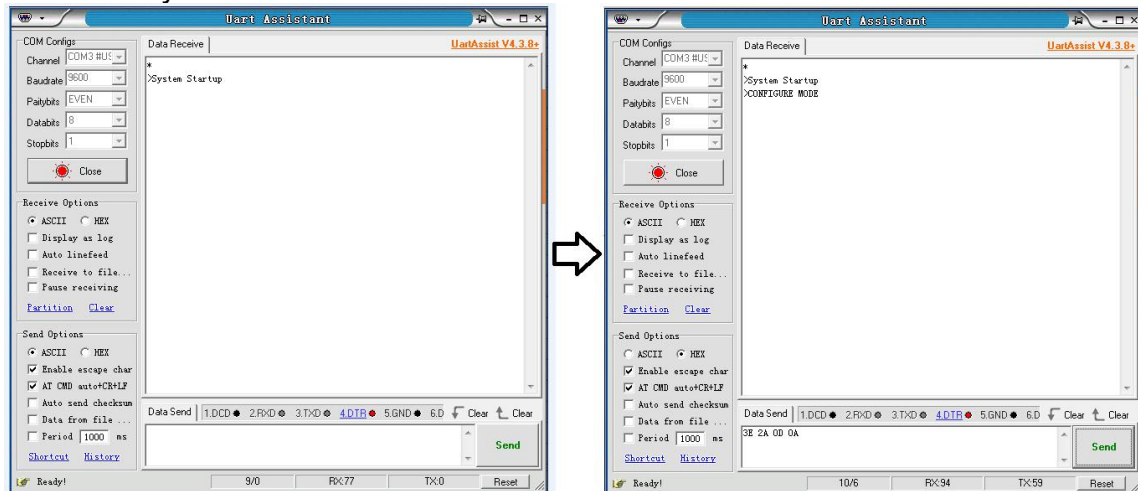 Uart Assistant
COM Configs
Channel COM3 #US
Baudrate 9600
Paitybits EVEN
Databits 8
Stopbits 1
Close
Receive Options
ASCII HEX
Display as log
Auto linefeed
Receive to file...
Pause receiving
Partition Clear
Send Options
ASCII HEX
Enable escape char
AT CMD auto+CR+LF
Auto send checksum
Data from file ...
Period 1000 ms
Shortcut History
Data Receive
UartAssist V4.3.8+
*
>System Startup
Data Send 1.DCD 2.RXD 3.TXD 4.DTR 5.GND 6.D Clear Clear
Send
Ready! 9/0 RX:77 TX:0 Reset
Uart Assistant
COM Configs
Channel COM3 #US
Baudrate 9600
Paitybits EVEN
Databits 8
Stopbits 1
Close
Receive Options
ASCII HEX
Display as log
Auto linefeed
Receive to file...
Pause receiving
Partition Clear
Send Options
ASCII HEX
Enable escape char
AT CMD auto+CR+LF
Auto send checksum
Data from file ...
Period 1000 ms
Shortcut History
Data Receive
UartAssist V4.3.8+
*
>System Startup
>CONFIGURE MODE
Data Send 1.DCD 2.RXD 3.TXD 4.DTR 5.GND 6.D Clear Clear
3E 2A 0D 0A
Send
Ready! 10/6 RX:94 TX:59 Reset